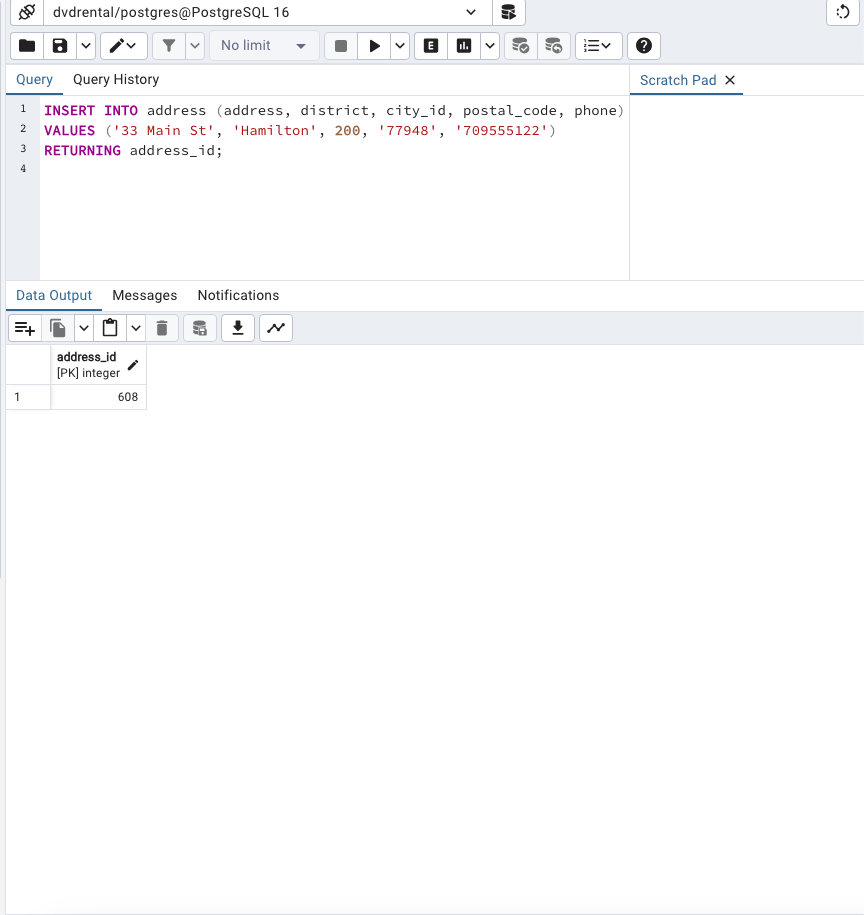 dvdrental/postgres@PostgreSQL 16
No limit
E
Query Query History
Scratch Pad
1 INSERT INTO address (address, district, city_id, postal_code, phone)
2 VALUES ('33 Main St', 'Hamilton', 200, '77948', '709555122')
3 RETURNING address_id;
4
Data Output Messages Notifications
address_id
[PK] integer
1 608